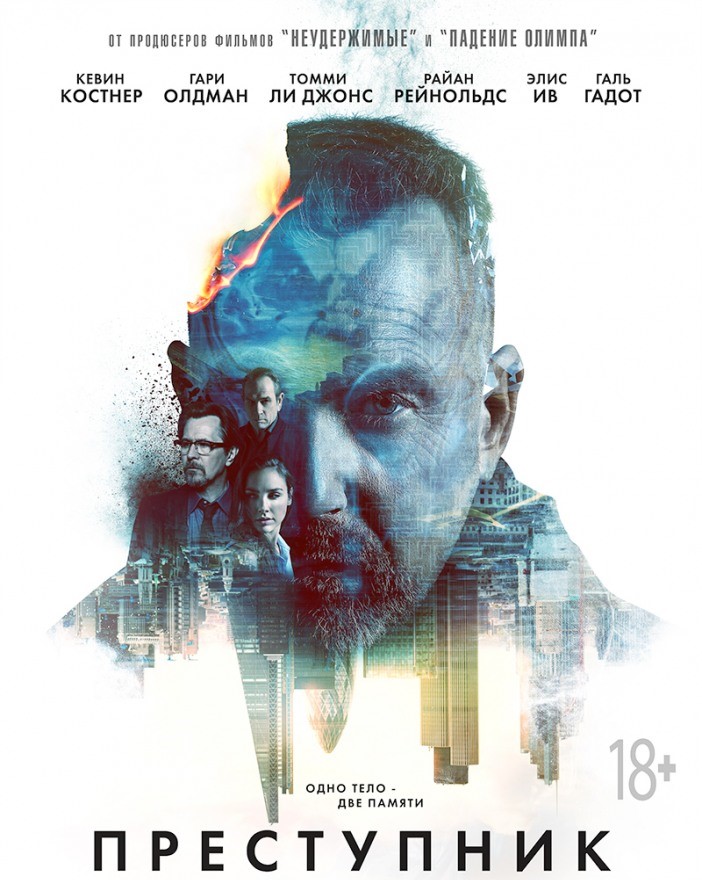 ОТ ПРОДЮСЕРОВ ФИЛЬМОВ "НЕУДЕРЖИМЫЕ" И "ПАДЕНИЕ ОЛИМПА"
КЕВИН КОСТНЕР
ГАРИ ОЛДМАН
ТОММИ ЛИ ДЖОНС
РАЙАН РЕЙНОЛЬДС
ЭЛИС ИВ
ГАЛЬ ГАДОТ
18+
ОДНО ТЕЛО -
ДВЕ ПАМЯТИ
ПРЕСТУПНИК